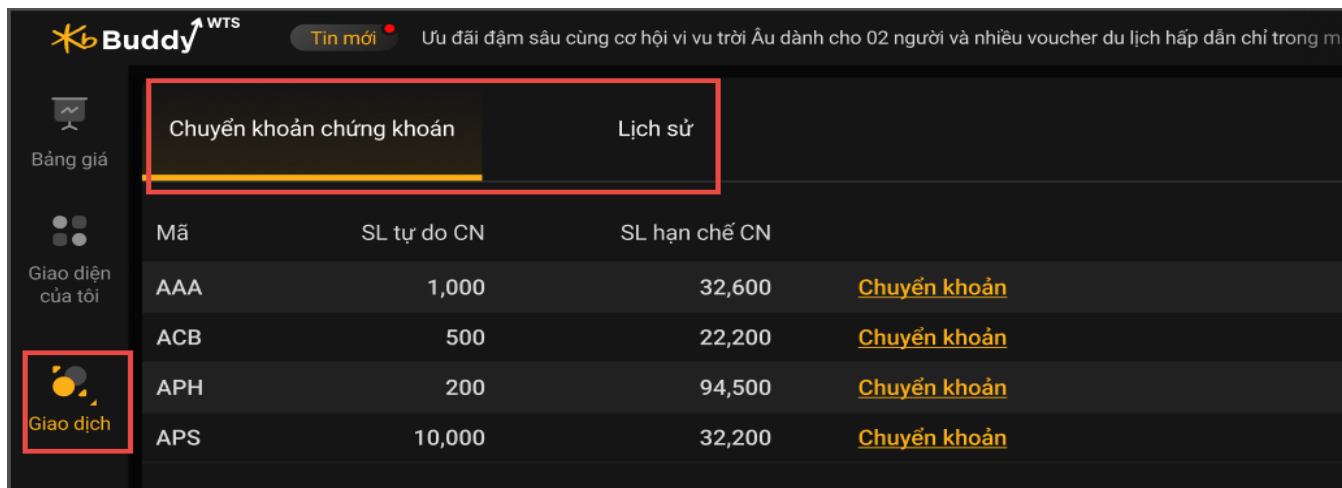 Kb Buddy WTS
Tin mới Ưu đãi đậm sâu cùng cơ hội vi vu trời Âu dành cho 02 người và nhiều voucher du lịch hấp dẫn chỉ trong
Bảng giá
Giao diện
của tôi
Giao dịch
Chuyển khoản chứng khoán Lịch sử
Mã SL tự do CN SL hạn chế CN
AAA 1,000 32,600 Chuyển khoản
ACB 500 22,200 Chuyển khoản
APH 200 94,500 Chuyển khoản
APS 10,000 32,200 Chuyển khoản